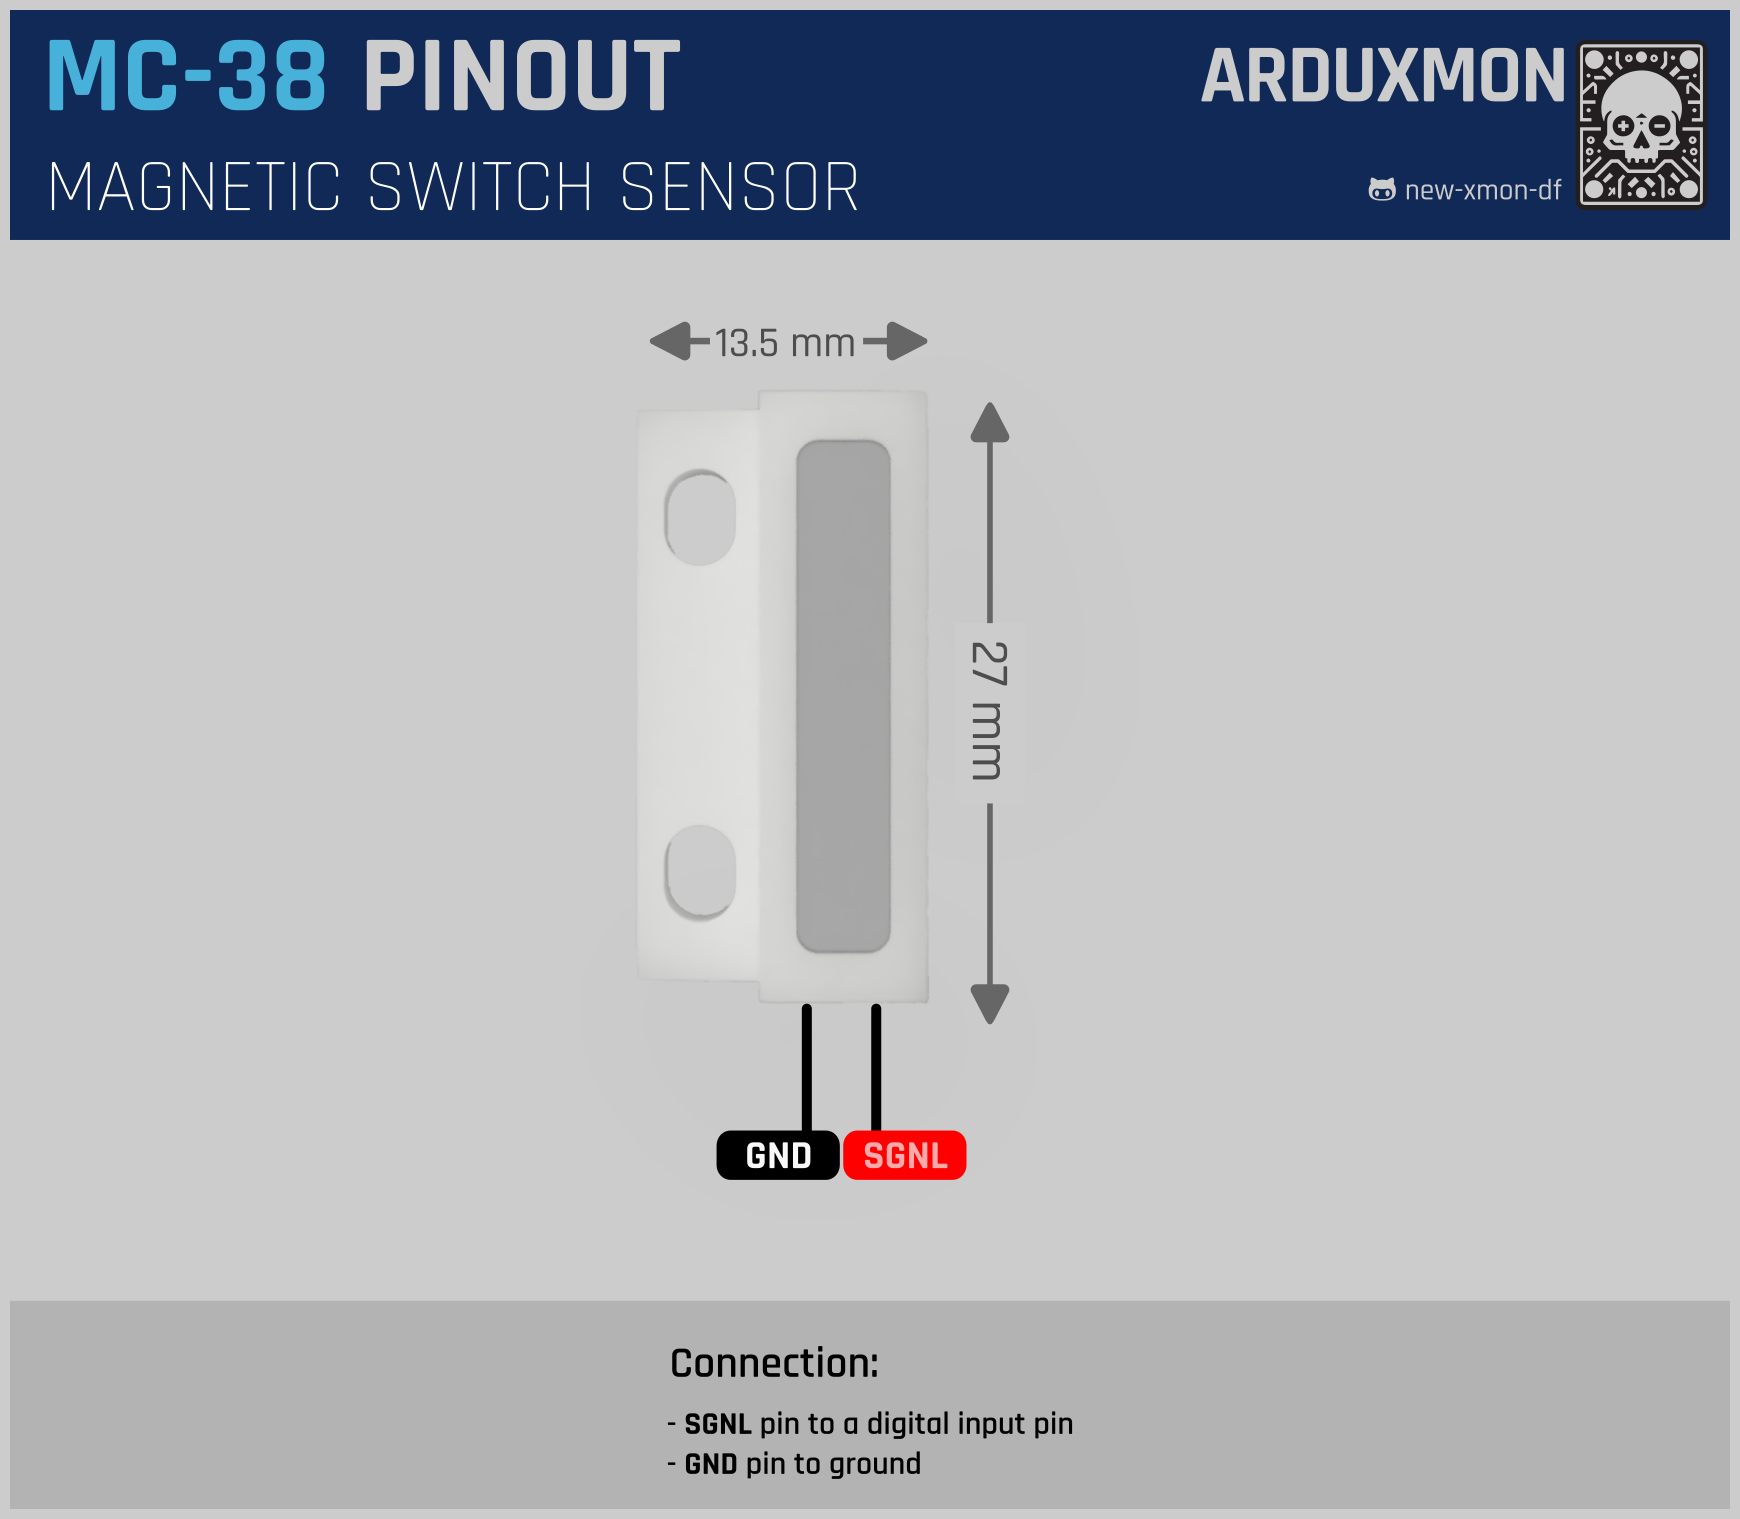 MC-38 PINOUT
ARDUXMON
MAGNETIC SWITCH SENSOR
new-xmon-df
13.5 mm
27 mm
GND
SGNL
Connection:
- SGNL pin to a digital input pin
- GND pin to ground